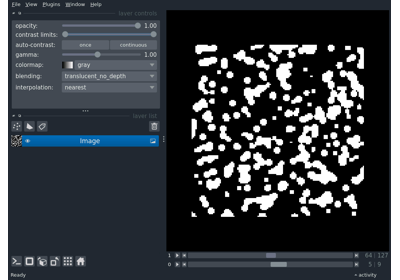 File View Plugins Window Help
layer controls
opacity: 1.00
contrast limits:
auto-contrast: once continuous
gamma: 1.00
colormap: gray
blending: translucent_no_depth
interpolation: nearest
layer list
Image
1 64 127
0 5 9
Ready activity